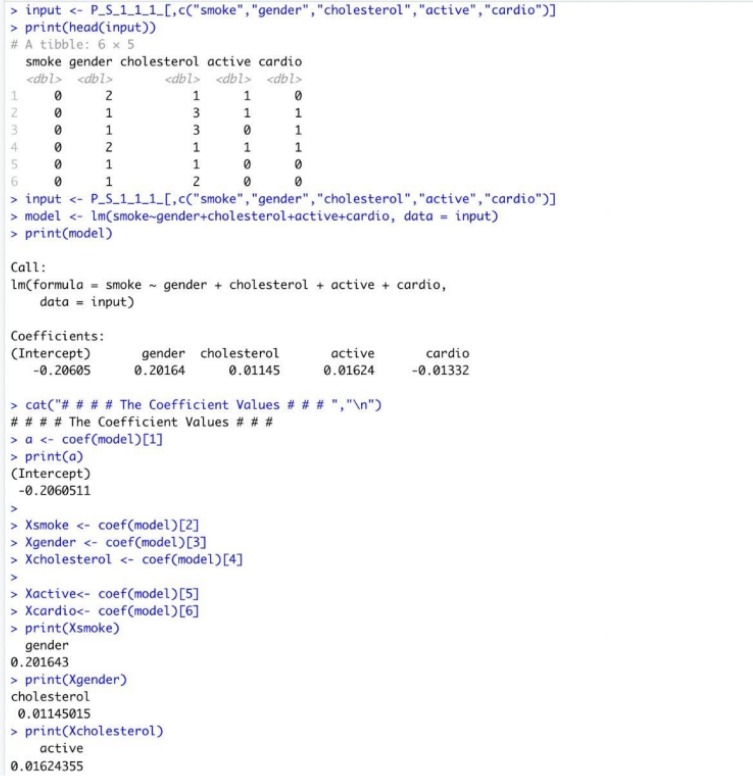 > input <- P_S_1_1_1_[,c("smoke","gender","cholesterol","active","cardio")]
> print(head(input))
# A tibble: 6 × 5
  smoke gender cholesterol active cardio
  <dbl>  <dbl>       <dbl>  <dbl>  <dbl>
1     0      2           1      1      0
2     0      1           3      1      1
3     0      1           3      0      1
4     0      2           1      1      1
5     0      1           1      0      0
6     0      1           2      0      0
> input <- P_S_1_1_1_[,c("smoke","gender","cholesterol","active","cardio")]
> model <- lm(smoke~gender+cholesterol+active+cardio, data = input)
> print(model)

Call:
lm(formula = smoke ~ gender + cholesterol + active + cardio,
    data = input)

Coefficients:
(Intercept)       gender  cholesterol       active       cardio
   -0.20605      0.20164      0.01145      0.01624     -0.01332

> cat("# # # # The Coefficient Values # # # ","\n")
# # # # The Coefficient Values # # #
> a <- coef(model)[1]
> print(a)
(Intercept)
 -0.2060511
>
> Xsmoke <- coef(model)[2]
> Xgender <- coef(model)[3]
> Xcholesterol <- coef(model)[4]
>
> Xactive<- coef(model)[5]
> Xcardio<- coef(model)[6]
> print(Xsmoke)
  gender
0.201643
> print(Xgender)
cholesterol
 0.01145015
> print(Xcholesterol)
    active
0.01624355